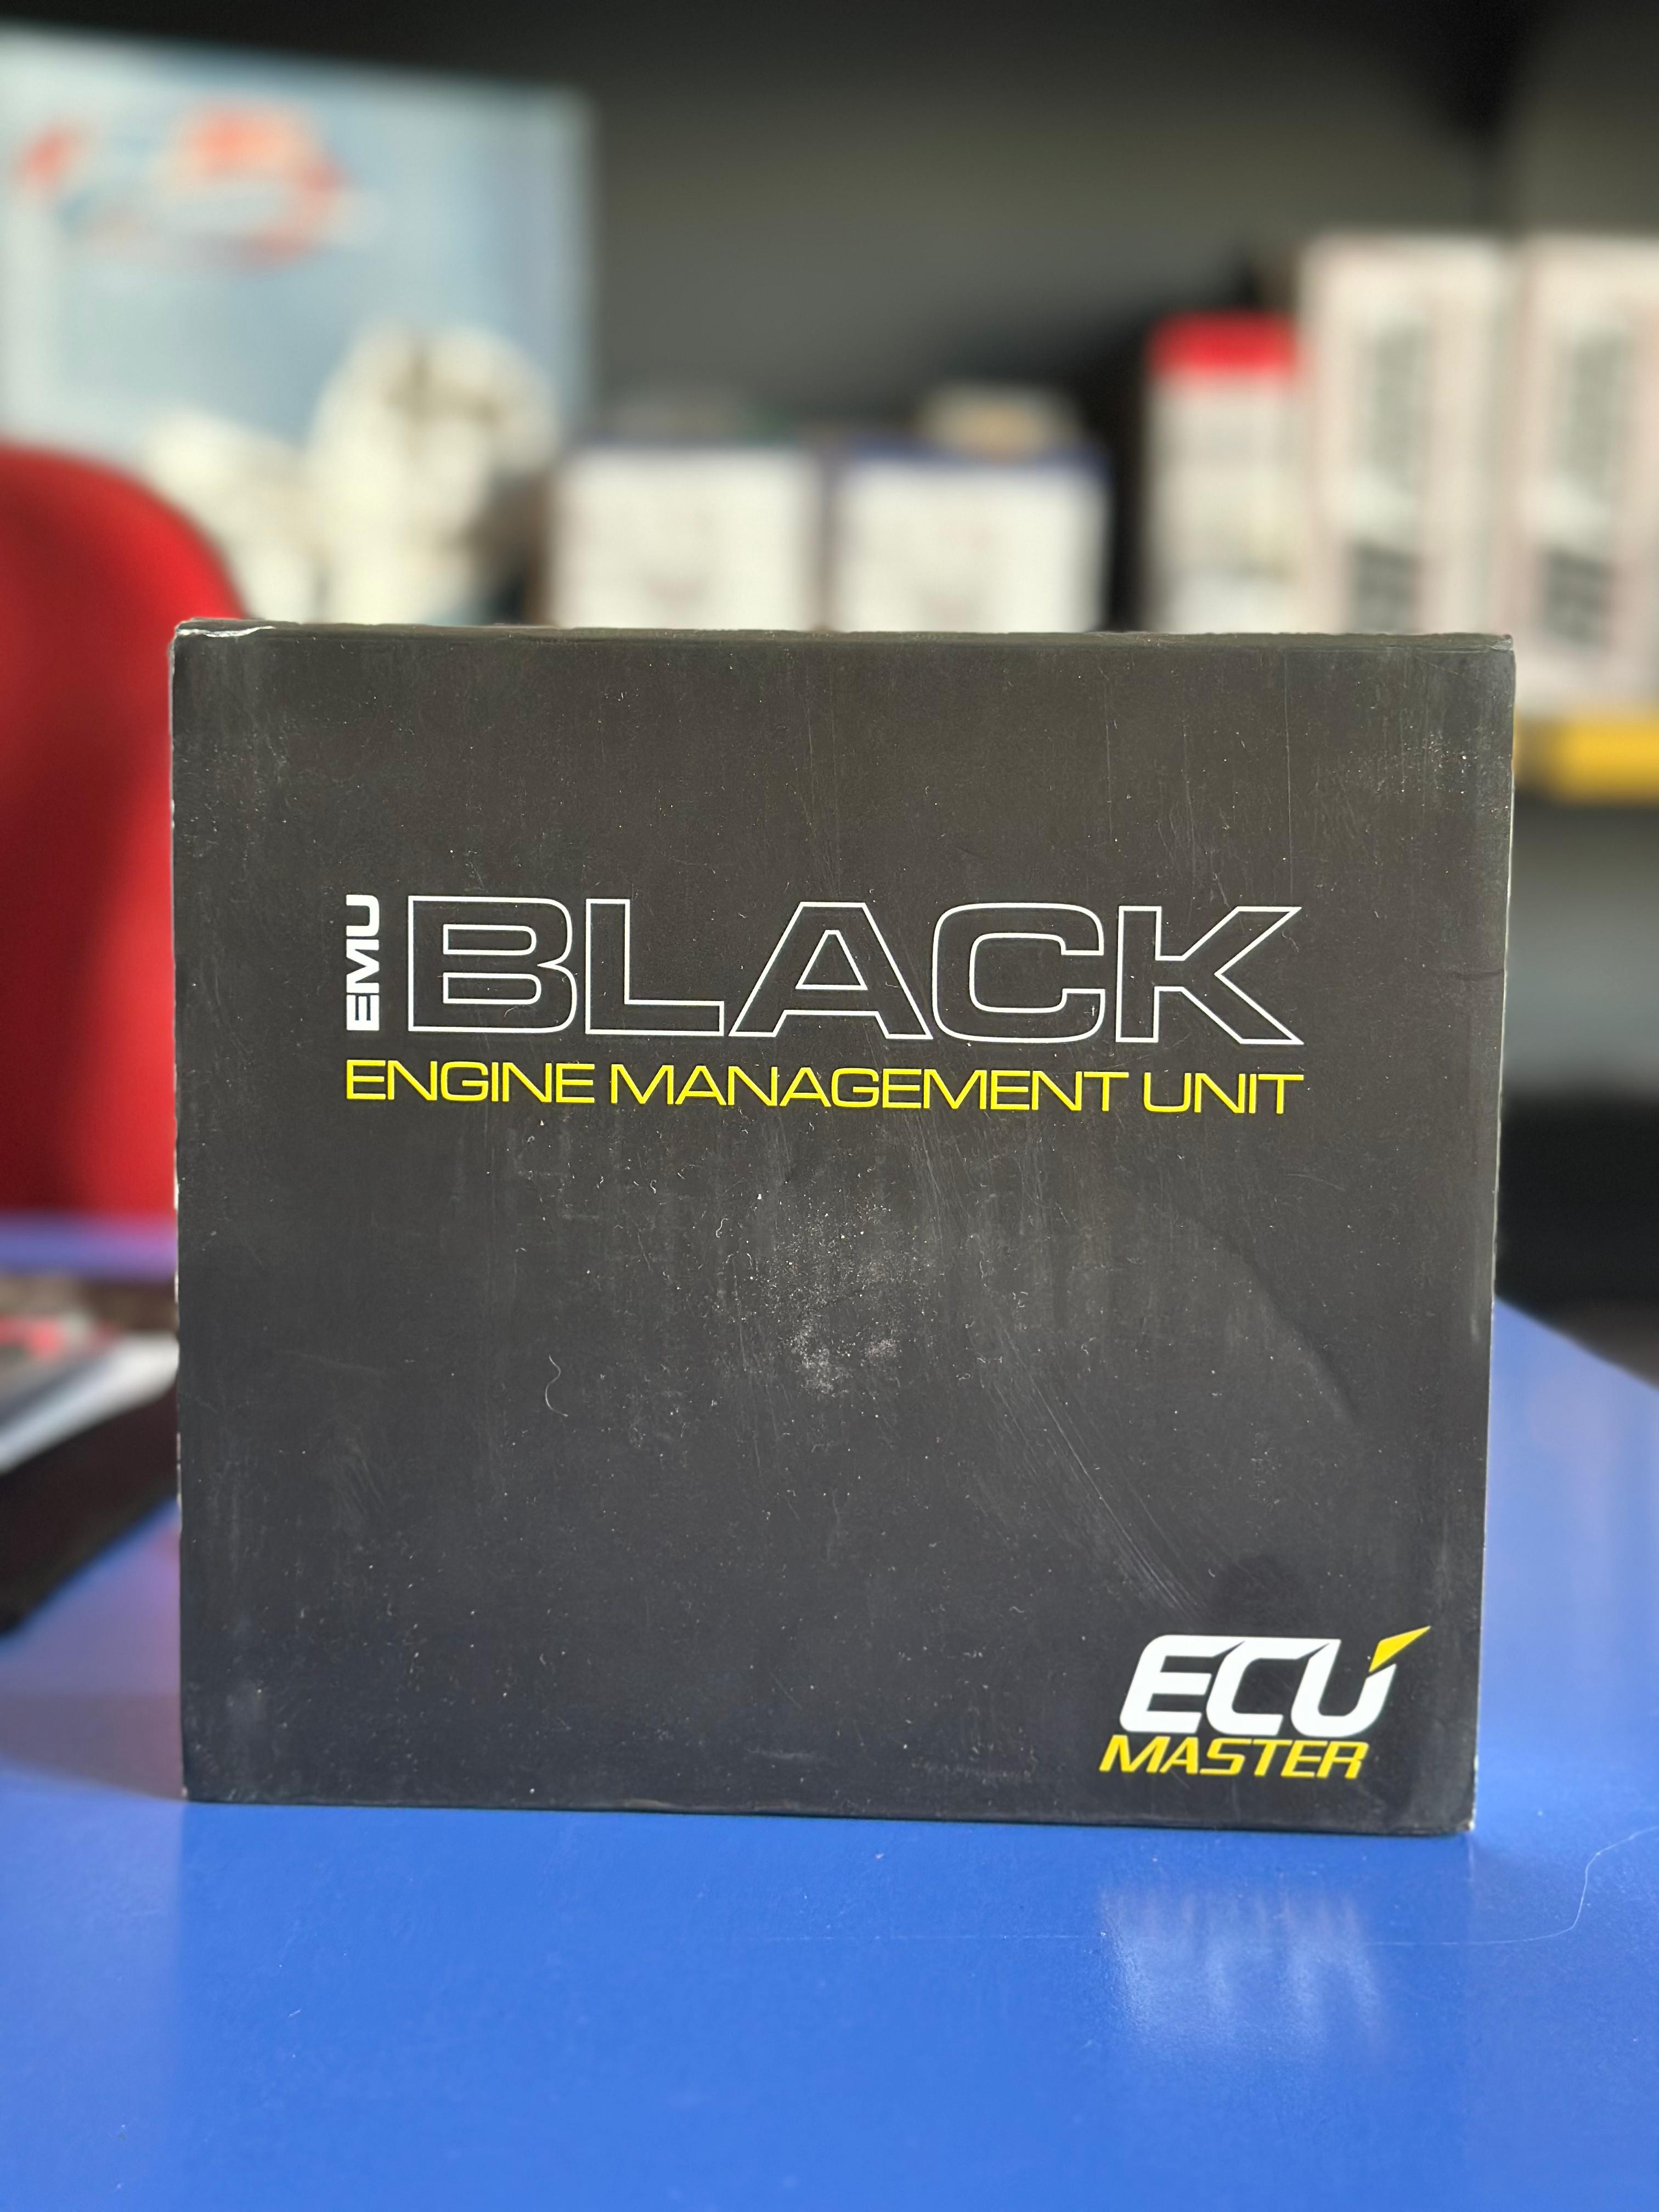 EMU
BLACK
ENGINE MANAGEMENT UNIT
ECU
MASTER